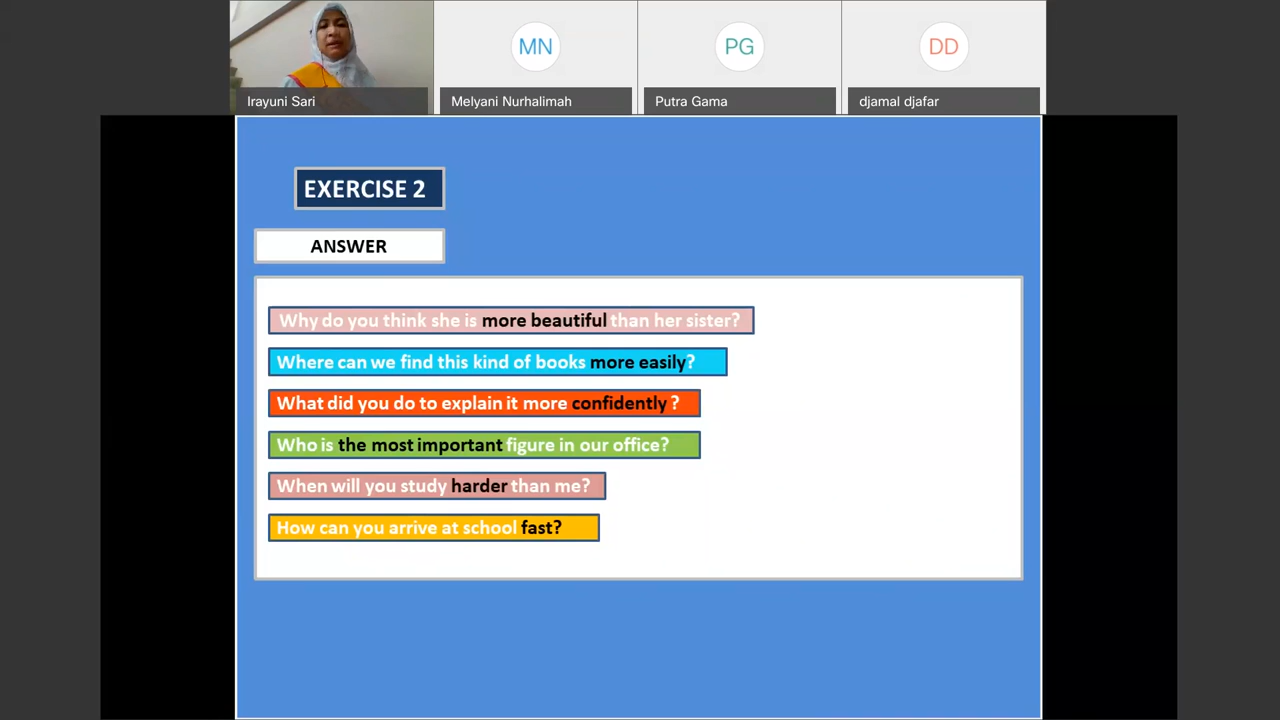 MN
PG
DD
Irayuni Sari
Melyani Nurhalimah
Putra Gama
djamal djafar
EXERCISE 2
ANSWER
Why do you think she is more beautiful than her sister?
Where can we find this kind of books more easily?
What did you do to explain it more confidently ?
Who is the most important figure in our office?
When will you study harder than me?
How can you arrive at school fast?